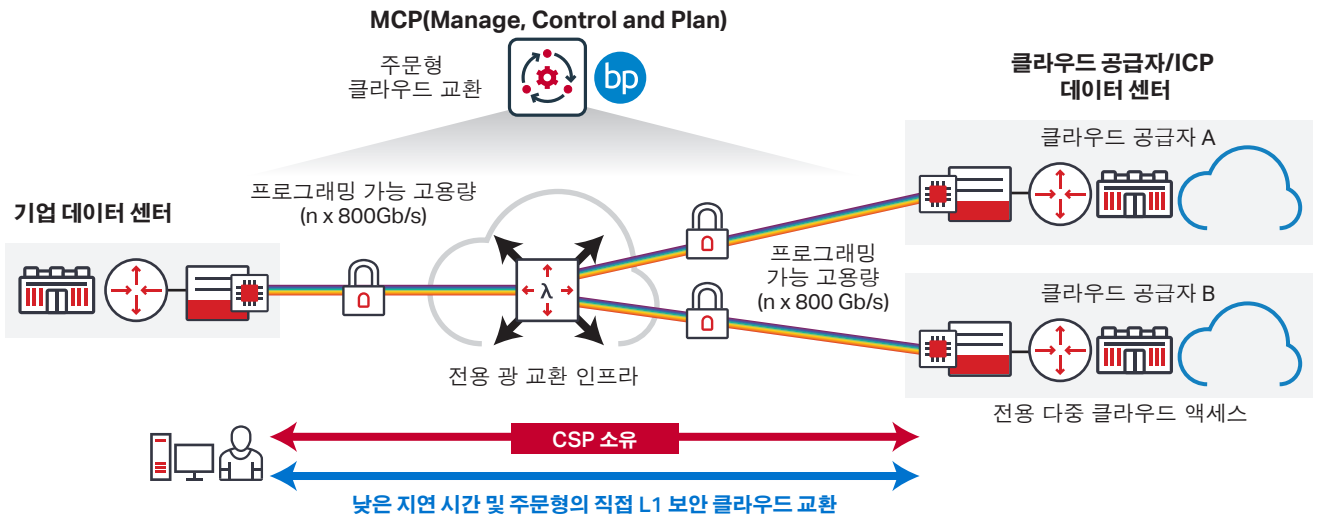 MCP(Manage, Control and Plan)
주문형
클라우드 교환
bp
클라우드 공급자/ICP
데이터 센터
클라우드 공급자 A
프로그래밍 가능 고용량
(n x 800Gb/s)
기업 데이터 센터
λ
프로그래밍
가능 고용량
(n x 800 Gb/s)
클라우드 공급자 B
전용 광 교환 인프라
전용 다중 클라우드 액세스
CSP 소유
낮은 지연 시간 및 주문형의 직접 L1 보안 클라우드 교환